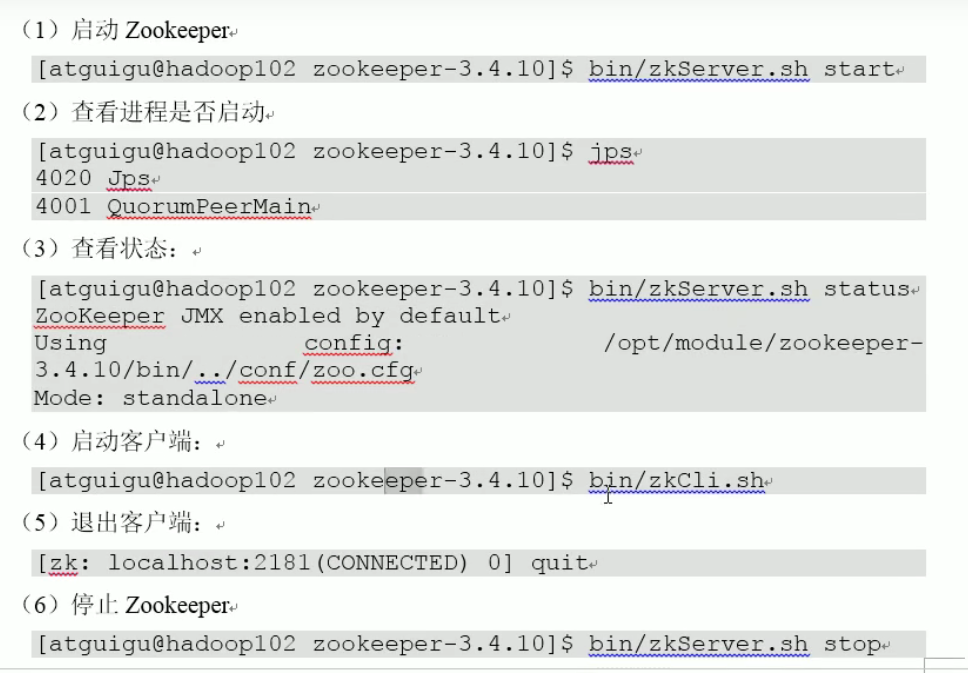 （1）启动 Zookeeper
[atguigu@hadoop102 zookeeper-3.4.10]$ bin/zkServer.sh start
（2）查看进程是否启动
[atguigu@hadoop102 zookeeper-3.4.10]$ jps
4020 Jps
4001 QuorumPeerMain
（3）查看状态：
[atguigu@hadoop102 zookeeper-3.4.10]$ bin/zkServer.sh status
ZooKeeper JMX enabled by default
Using config: /opt/module/zookeeper-
3.4.10/bin/../conf/zoo.cfg
Mode: standalone
（4）启动客户端：
[atguigu@hadoop102 zookeeper-3.4.10]$ bin/zkCli.sh
（5）退出客户端：
[zk: localhost:2181(CONNECTED) 0] quit
（6）停止 Zookeeper
[atguigu@hadoop102 zookeeper-3.4.10]$ bin/zkServer.sh stop